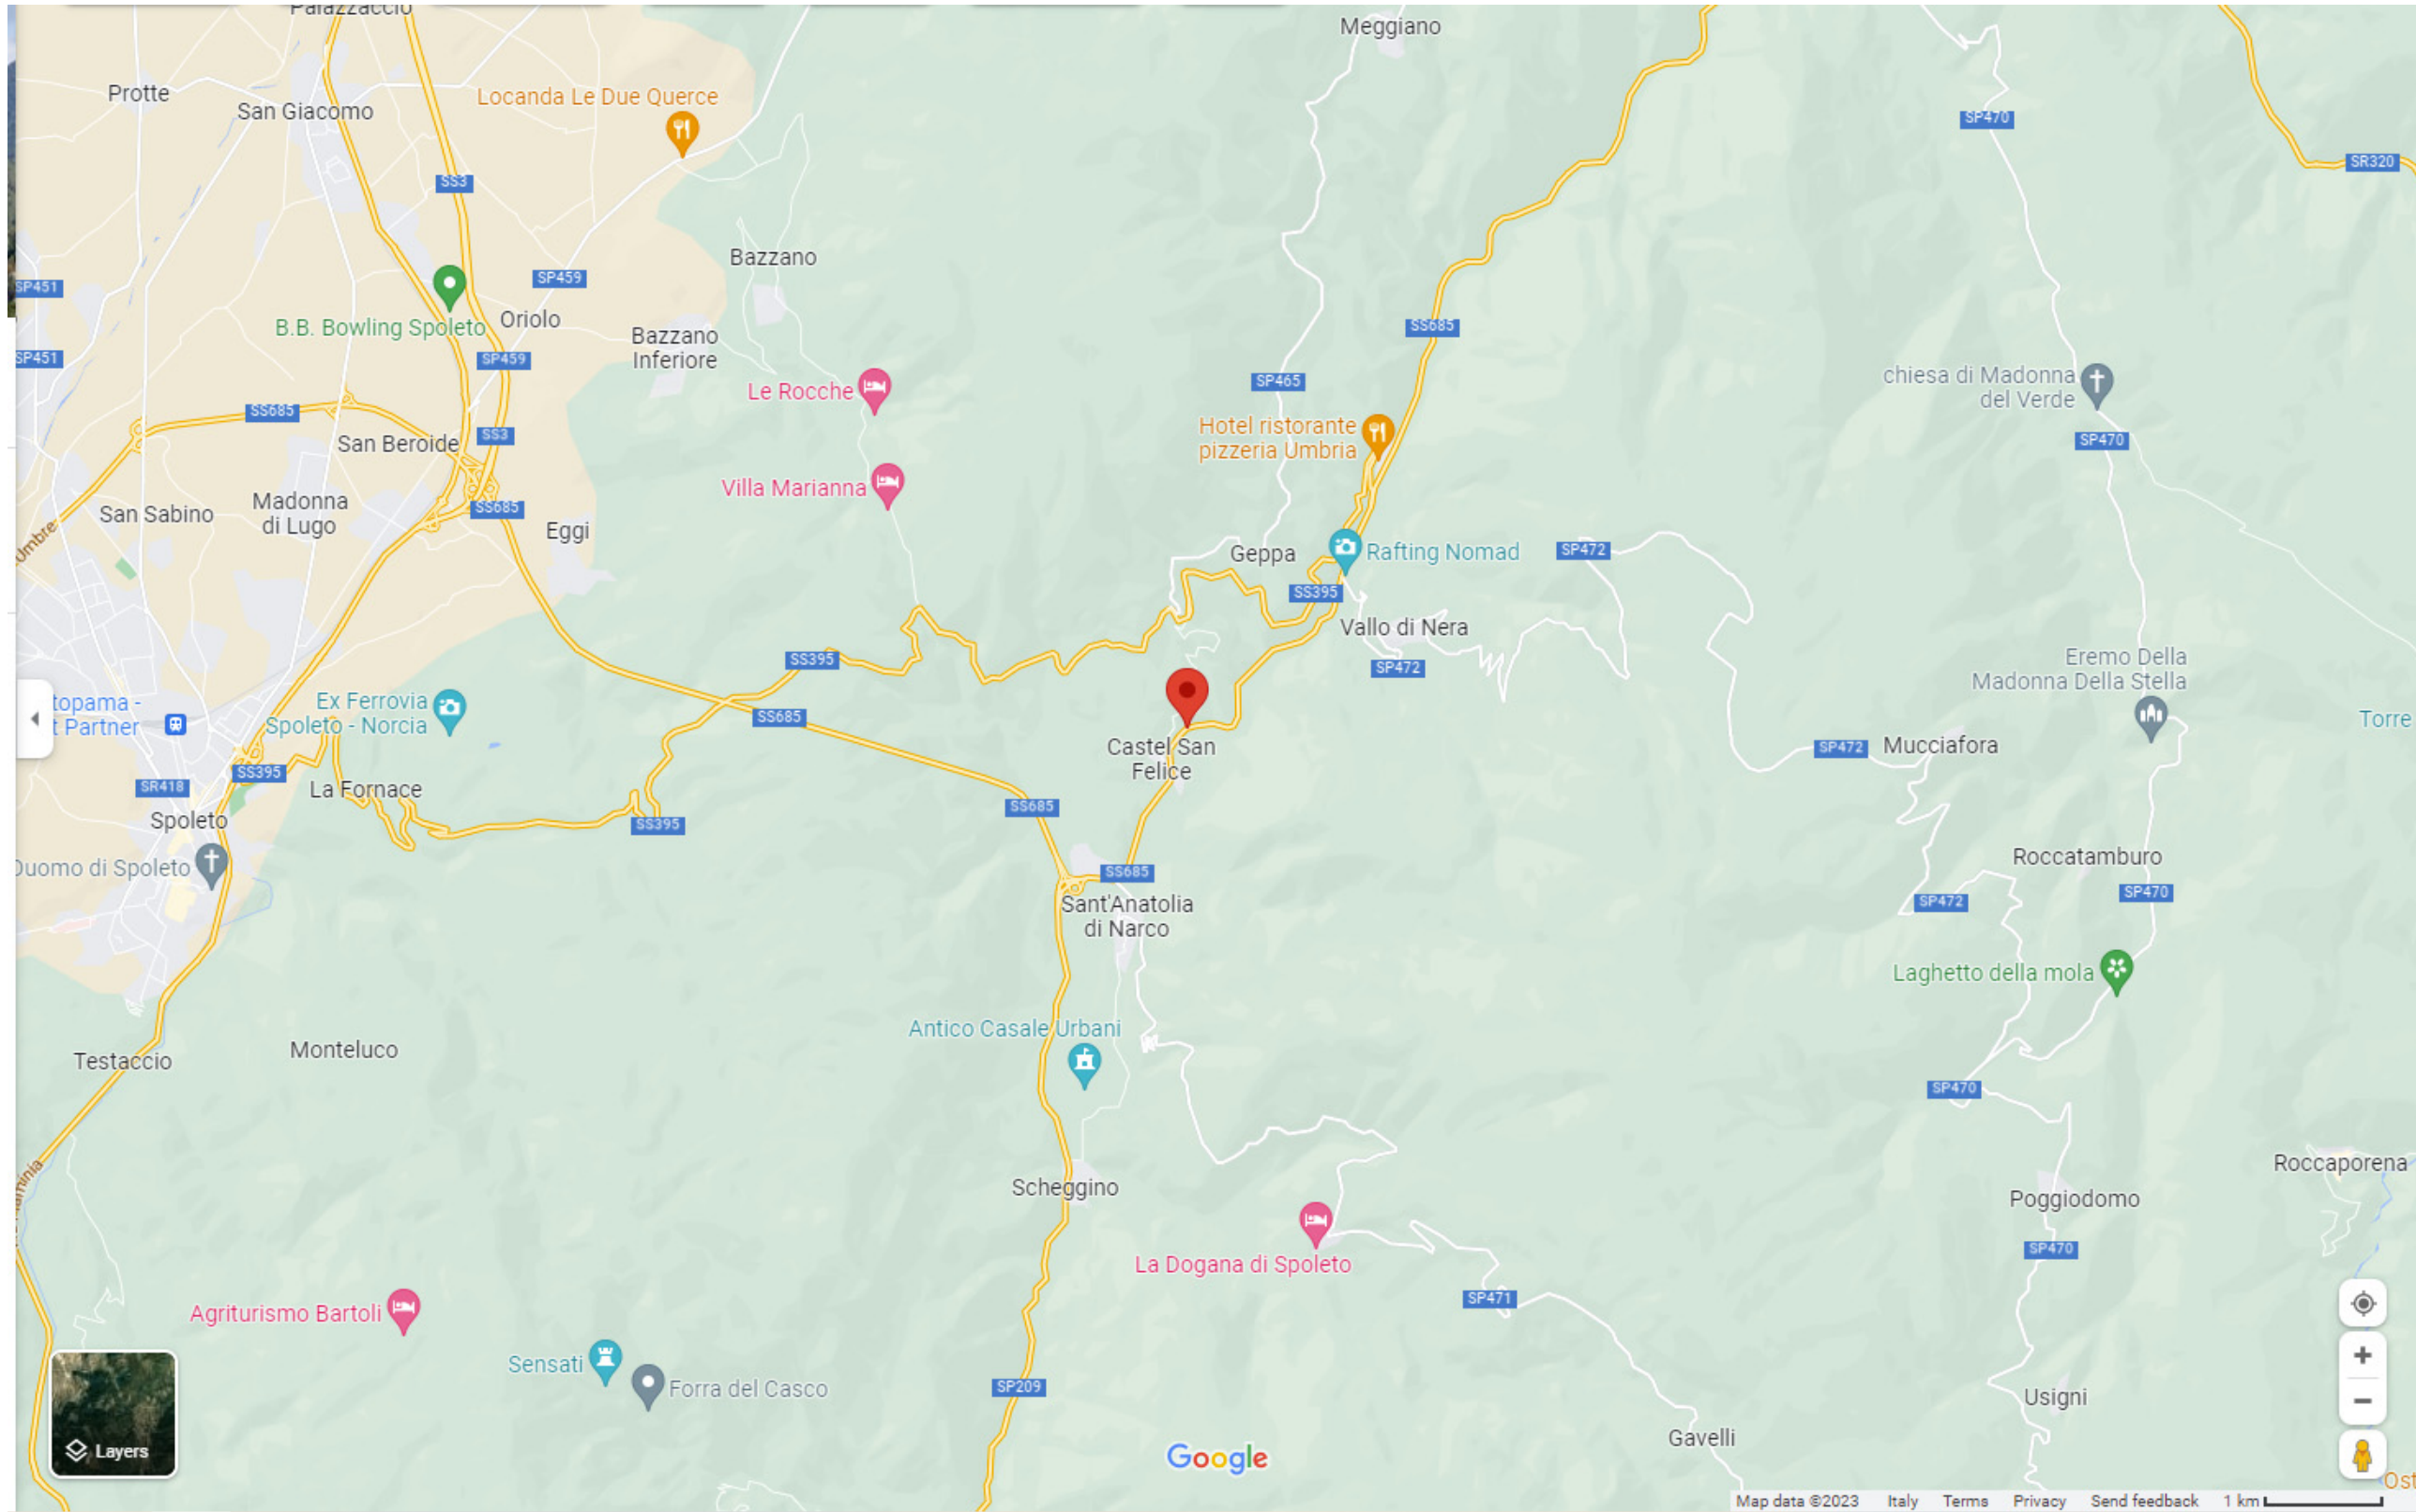 Palazzaccio
Meggiano
Protte
San Giacomo
Locanda Le Due Querce
SP470
SR320
SS3
Bazzano
SP451
SP459
B.B. Bowling Spoleto
Oriolo
Bazzano
Inferiore
SS685
SP451
SP459
SP465
Le Rocche
chiesa di Madonna
del Verde
SS685
SS3
San Beroide
Hotel ristorante
pizzeria Umbria
SP470
Villa Marianna
Madonna
di Lugo
San Sabino
SS685
Eggi
Umbre
Geppa
Rafting Nomad
SP472
SS395
Vallo di Nera
SS395
SP472
Eremo Della
Madonna Della Stella
topama -
t Partner
Ex Ferrovia
Spoleto - Norcia
SS685
Torre
Castel San
Felice
SP472
Mucciafora
SS395
SR418
La Fornace
SS685
Spoleto
SS395
Roccatamburo
Duomo di Spoleto
SS685
SP470
SP472
Sant'Anatolia
di Narco
Laghetto della mola
Antico Casale Urbani
Testaccio
Monteluco
SP470
Roccaporena
Scheggino
Poggiodomo
SP470
La Dogana di Spoleto
SP471
Agriturismo Bartoli
Sensati
Forra del Casco
SP209
Usigni
Gavelli
Layers
Google
Ost
Map data ©2023 Italy Terms Privacy Send feedback 1 km